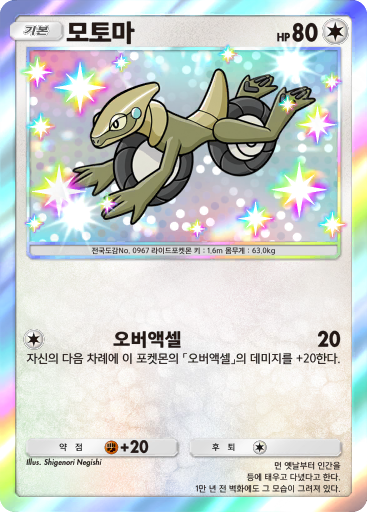 기본 모토마 HP 80
전국도감No. 0967 라이드포켓몬 키 : 1.6m 몸무게 : 63.0kg
오버액셀 20
자신의 다음 차례에 이 포켓몬의 「오버액셀」의 데미지를 +20한다.
약점 +20 후퇴
Illus. Shigenori Negishi
먼 옛날부터 인간을
등에 태우고 다녔다고 한다.
1만 년 전 벽화에도 그 모습이 그려져 있다.